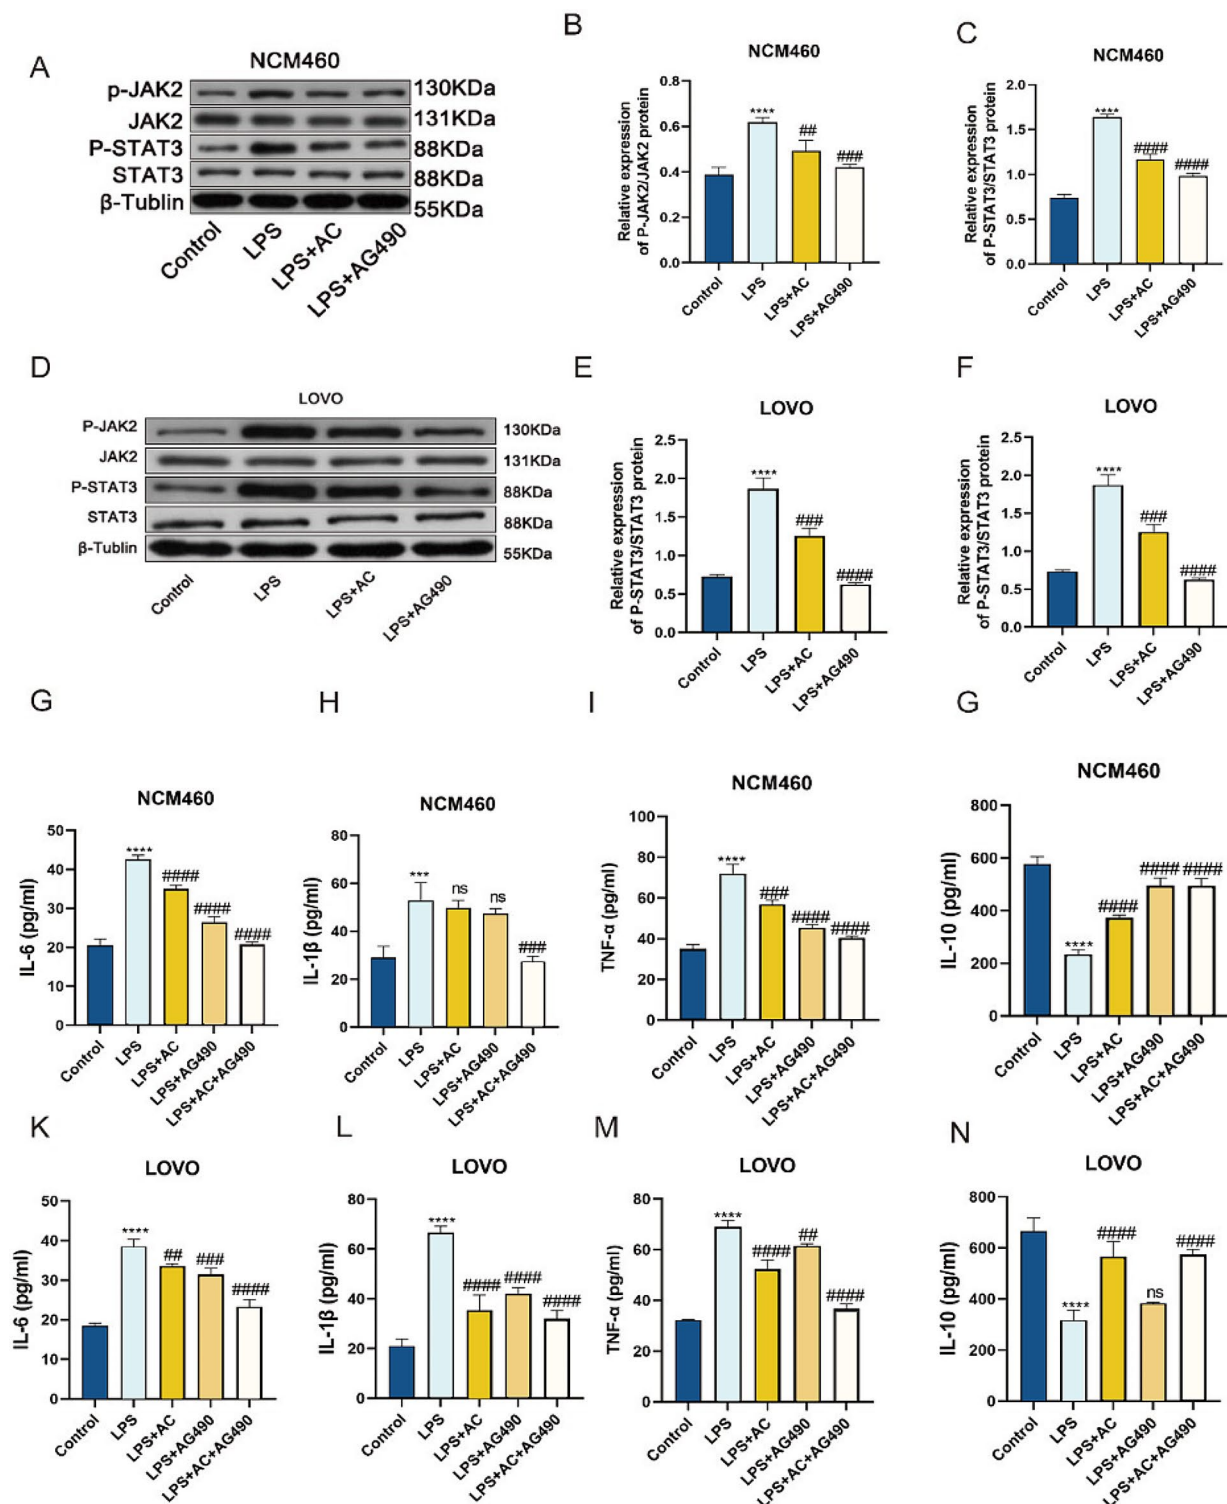 A
NCM460
p-JAK2
130KDa
JAK2
131KDa
P-STAT3
88KDa
STAT3
88KDa
β-Tublin
55KDa
Control
LPS
LPS+AC
LPS+AG490
B
NCM460
Relative expression
of P-JAK2/JAK2 protein
0.8
0.6
0.4
0.2
0.0
****
##
###
Control
LPS
LPS+AC
LPS+AG490
C
NCM460
Relative expression
of P-STAT3/STAT3 protein
2.0
1.5
1.0
0.5
0.0
****
####
####
Control
LPS
LPS+AC
LPS+AG490
D
LOVO
P-JAK2
130KDa
JAK2
131KDa
P-STAT3
88KDa
STAT3
88KDa
β-Tublin
55KDa
Control
LPS
LPS+AC
LPS+AG490
E
LOVO
Relative expression
of P-STAT3/STAT3 protein
2.5
2.0
1.5
1.0
0.5
0.0
****
###
####
Control
LPS
LPS+AC
LPS+AG490
F
LOVO
Relative expression
of P-STAT3/STAT3 protein
2.5
2.0
1.5
1.0
0.5
0.0
****
###
####
Control
LPS
LPS+AC
LPS+AG490
G
NCM460
IL-6 (pg/ml)
50
40
30
20
10
0
****
####
####
####
Control
LPS
LPS+AC
LPS+AG490
LPS+AC+AG490
H
NCM460
IL-1β (pg/ml)
80
60
40
20
0
***
ns
ns
###
Control
LPS
LPS+AC
LPS+AG490
LPS+AC+AG490
I
NCM460
TNF-α (pg/ml)
100
80
60
40
20
0
****
###
####
####
Control
LPS
LPS+AC
LPS+AG490
LPS+AC+AG490
G
NCM460
IL-10 (pg/ml)
800
600
400
200
0
****
####
####
####
Control
LPS
LPS+AC
LPS+AG490
LPS+AC+AG490
K
LOVO
IL-6 (pg/ml)
50
40
30
20
10
0
****
##
###
####
Control
LPS
LPS+AC
LPS+AG490
LPS+AC+AG490
L
LOVO
IL-1β (pg/ml)
80
60
40
20
0
****
####
####
####
Control
LPS
LPS+AC
LPS+AG490
LPS+AC+AG490
M
LOVO
TNF-α (pg/ml)
80
60
40
20
0
****
####
##
####
Control
LPS
LPS+AC
LPS+AG490
LPS+AC+AG490
N
LOVO
IL-10 (pg/ml)
800
600
400
200
0
****
####
ns
####
Control
LPS
LPS+AC
LPS+AG490
LPS+AC+AG490